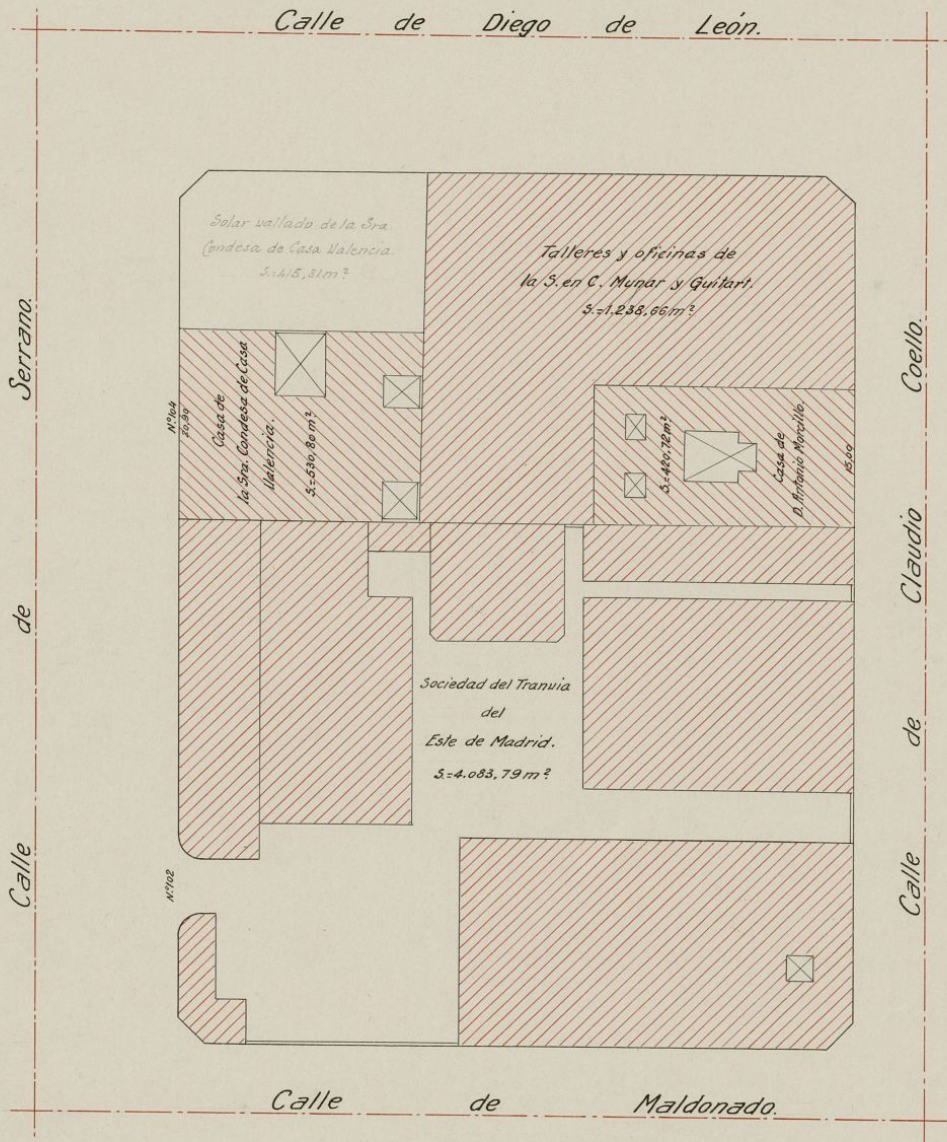 Calle de Diego de León.
Solar vallado de la Sra
Condesa de Casa Valencia.
S.=415,31m²
Talleres y oficinas de
la S. en C. Munar y Guitart.
S.=1.238,66m²
Calle de Serrano.
Nº104
20,90
Casa de
la Sra. Condesa de Casa
Valencia.
S.=530,80m²
S.=420,72m²
Casa de
D. Antonio Morcillo.
15,00
Calle de Claudio Coello.
Sociedad del Tranvia
del
Este de Madrid.
S.=4.083,79m²
Nº102
Calle de Maldonado.